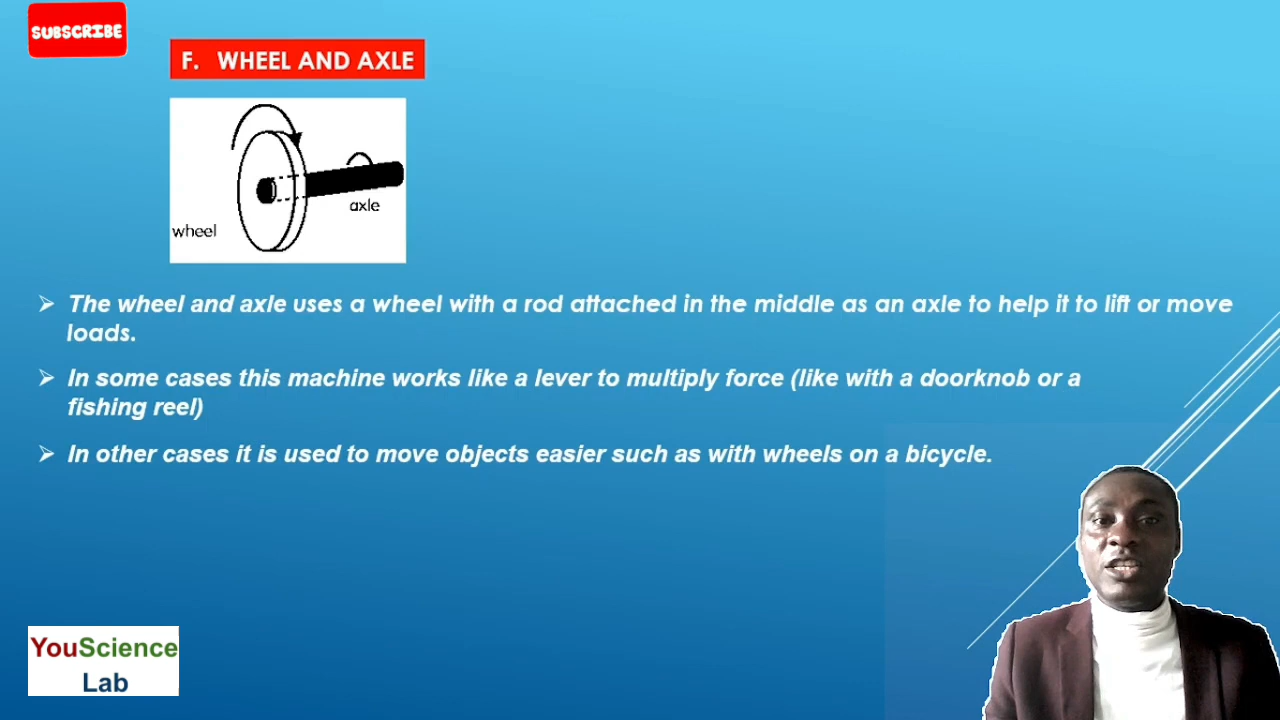 SUBSCRIBE
F. WHEEL AND AXLE
wheel
axle
The wheel and axle uses a wheel with a rod attached in the middle as an axle to help it to lift or move
loads.
In some cases this machine works like a lever to multiply force (like with a doorknob or a
fishing reel)
In other cases it is used to move objects easier such as with wheels on a bicycle.
YouScience
Lab